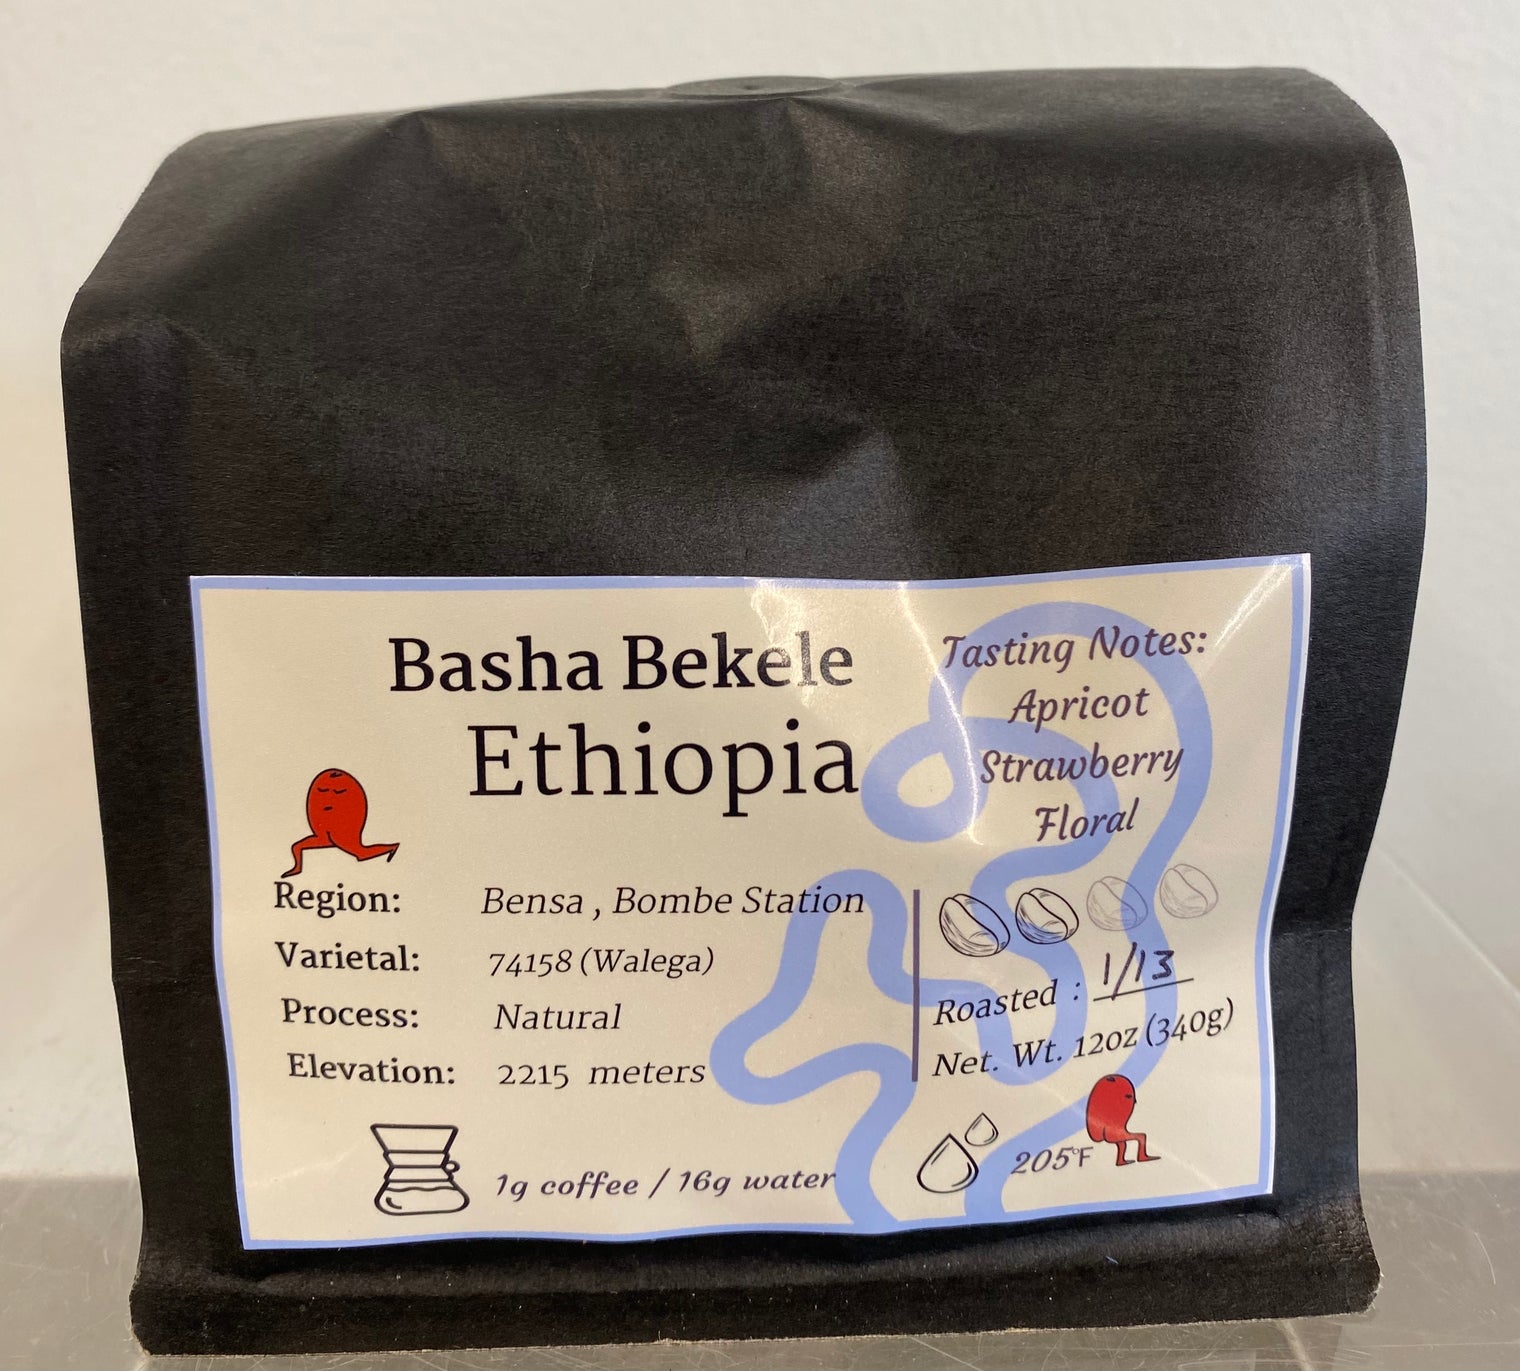 Basha Bekele
Ethiopia
Region: Bensa , Bombe Station
Varietal: 74158 (Walega)
Process: Natural
Elevation: 2215 meters
1g coffee / 16g water
Tasting Notes:
Apricot
Strawberry
Floral
Roasted : 1/13
Net. Wt. 12oz (340g)
205°F